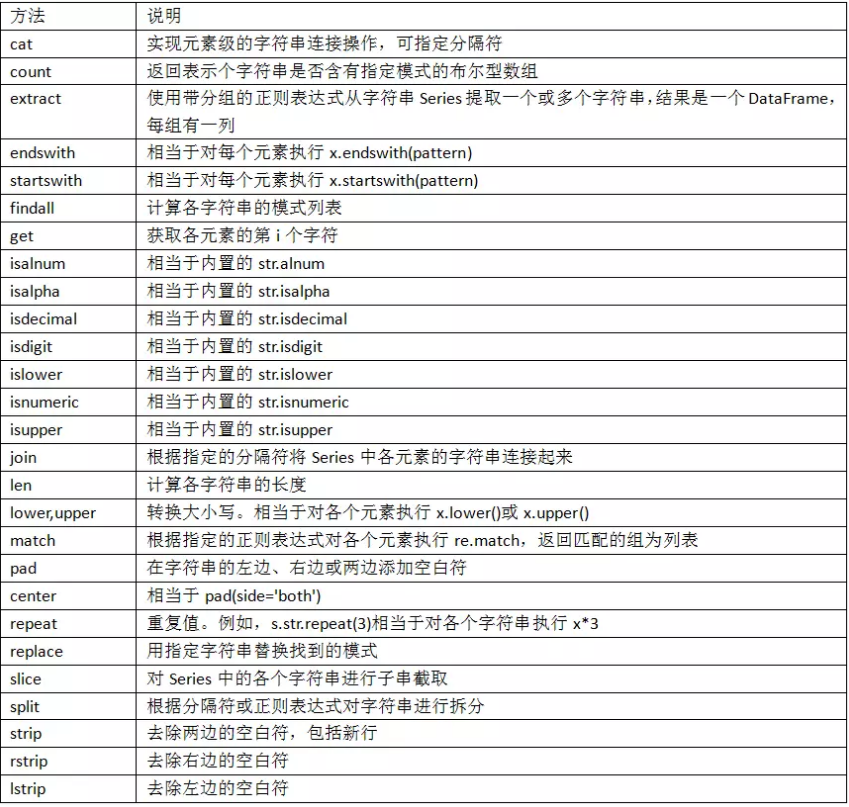 方法 说明
cat 实现元素级的字符串连接操作，可指定分隔符
count 返回表示个字符串是否含有指定模式的布尔型数组
extract 使用带分组的正则表达式从字符串 Series 提取一个或多个字符串，结果是一个 DataFrame，
每组有一列
endswith 相当于对每个元素执行 x.endswith(pattern)
startswith 相当于对每个元素执行 x.startswith(pattern)
findall 计算各字符串的模式列表
get 获取各元素的第 i 个字符
isalnum 相当于内置的 str.alnum
isalpha 相当于内置的 str.isalpha
isdecimal 相当于内置的 str.isdecimal
isdigit 相当于内置的 str.isdigit
islower 相当于内置的 str.islower
isnumeric 相当于内置的 str.isnumeric
isupper 相当于内置的 str.isupper
join 根据指定的分隔符将 Series 中各元素的字符串连接起来
len 计算各字符串的长度
lower,upper 转换大小写。相当于对各个元素执行 x.lower()或 x.upper()
match 根据指定的正则表达式对各个元素执行 re.match，返回匹配的组为列表
pad 在字符串的左边、右边或两边添加空白符
center 相当于 pad(side='both')
repeat 重复值。例如，s.str.repeat(3)相当于对各个字符串执行 x*3
replace 用指定字符串替换找到的模式
slice 对 Series 中的各个字符串进行子串截取
split 根据分隔符或正则表达式对字符串进行拆分
strip 去除两边的空白符，包括新行
rstrip 去除右边的空白符
lstrip 去除左边的空白符